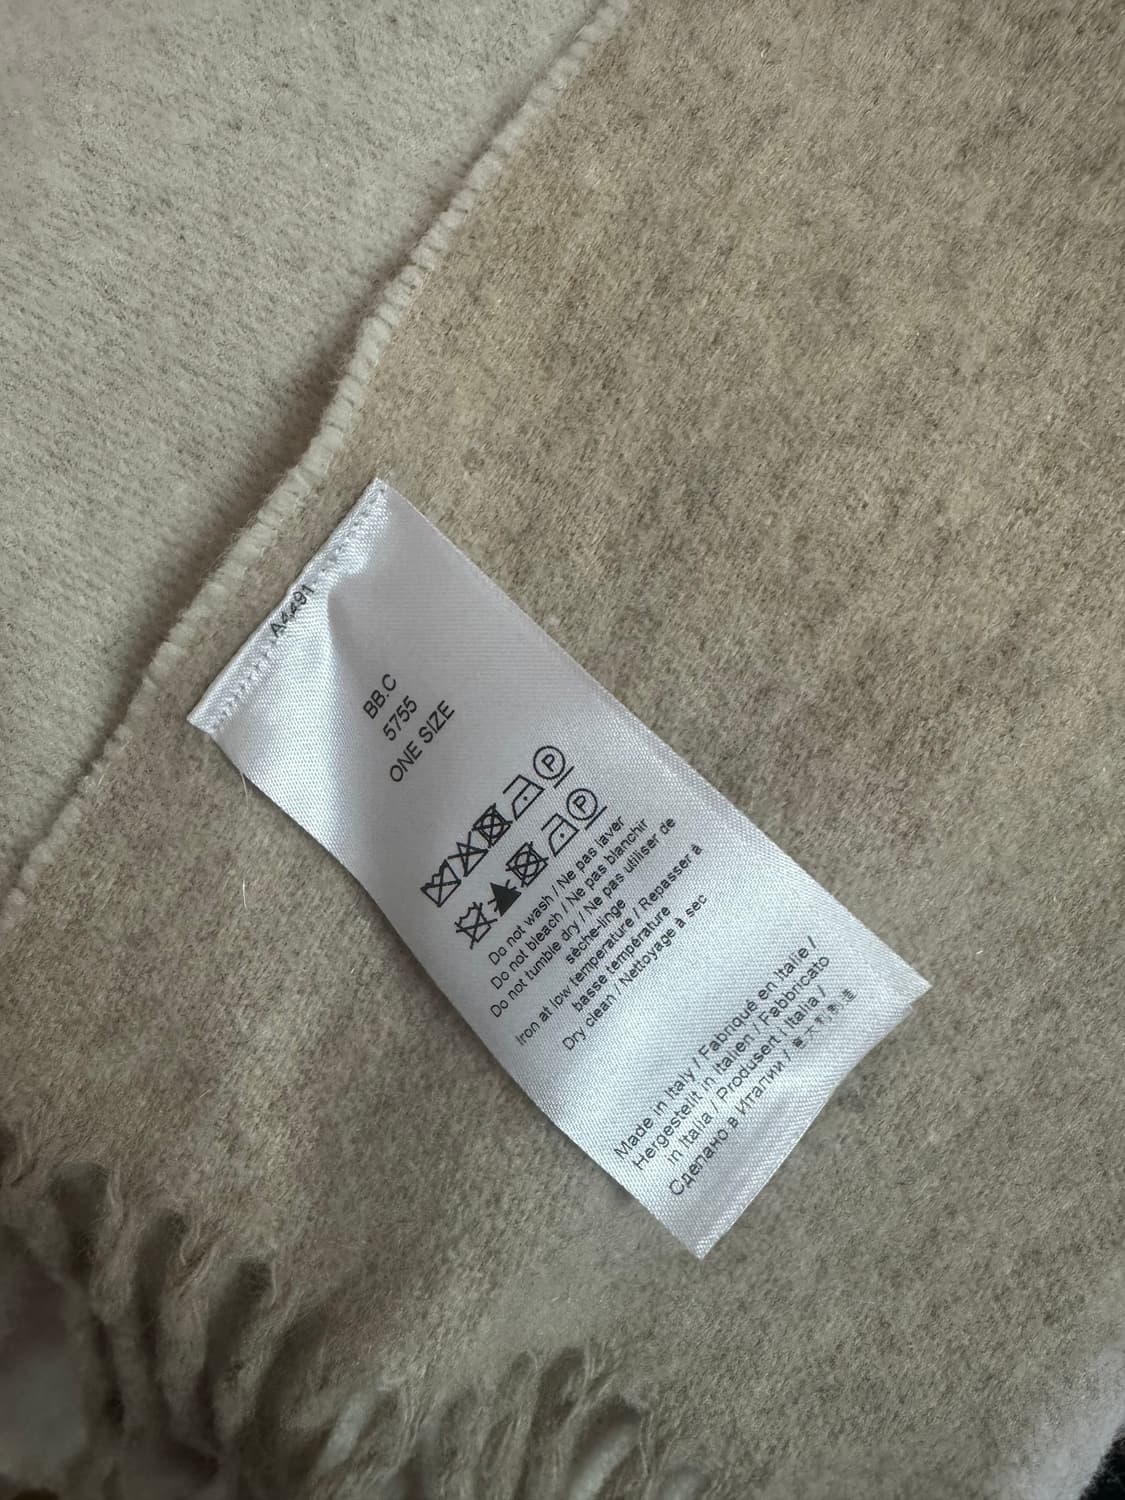 A4491
BB.C
5755
ONE SIZE
P
P
Do not wash / Ne pas laver
Do not bleach / Ne pas blanchir
Do not tumble dry / Ne pas utiliser de
sèche-linge
Iron at low temperature / Repasser à
basse température
Dry clean / Nettoyage à sec
Made in Italy / Fabriqué en Italie /
Hergestellt in Italien / Fabbricato
in Italia / Produsert i Italia /
Сделано в Италии /